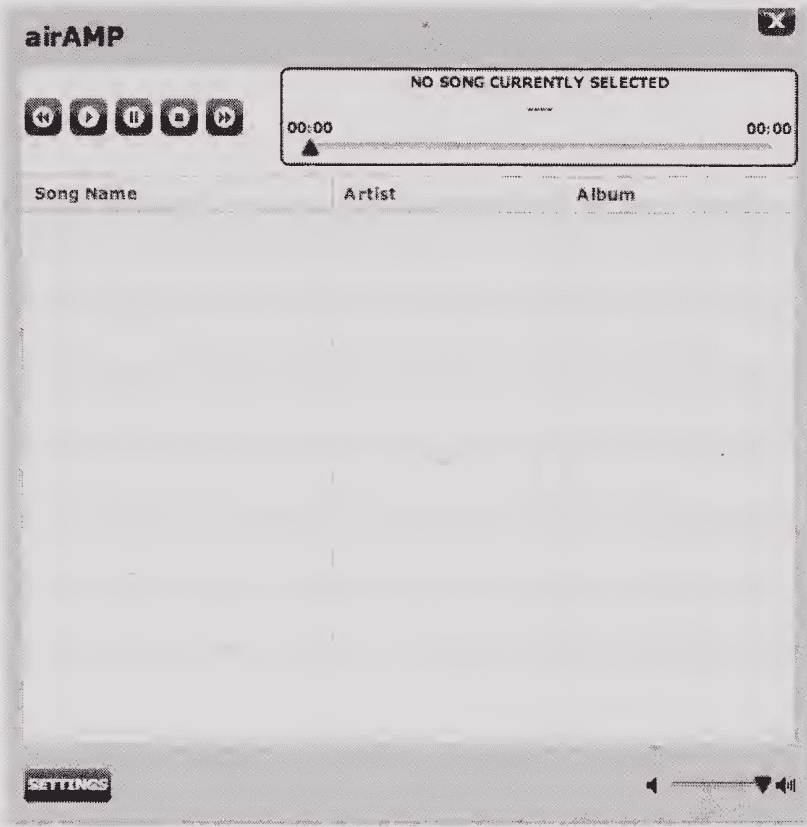 airAMP
X
NO SONG CURRENTLY SELECTED
----
00:00 00:00
Song Name Artist Album
SETTINGS